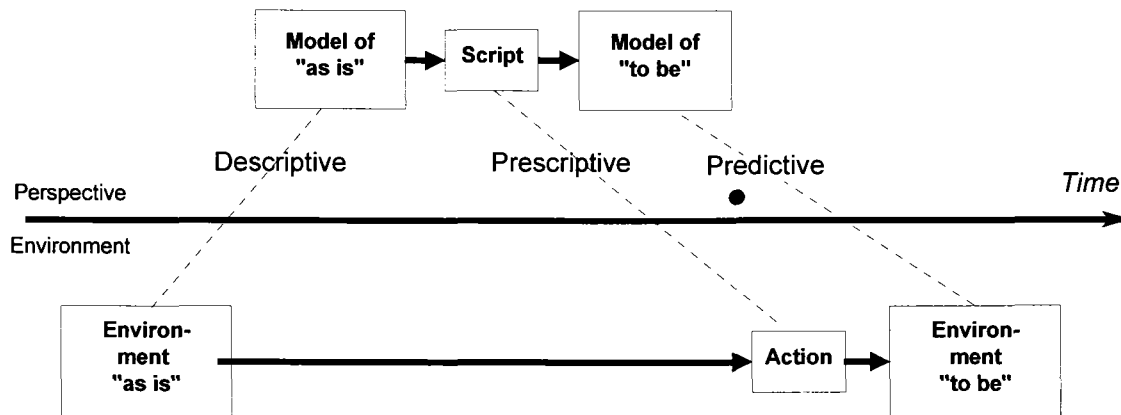 Model of
"as is"
Script
Model of
"to be"
Descriptive
Prescriptive
Predictive
Perspective
Time
Environment
Environ-
ment
"as is"
Action
Environ-
ment
"to be"